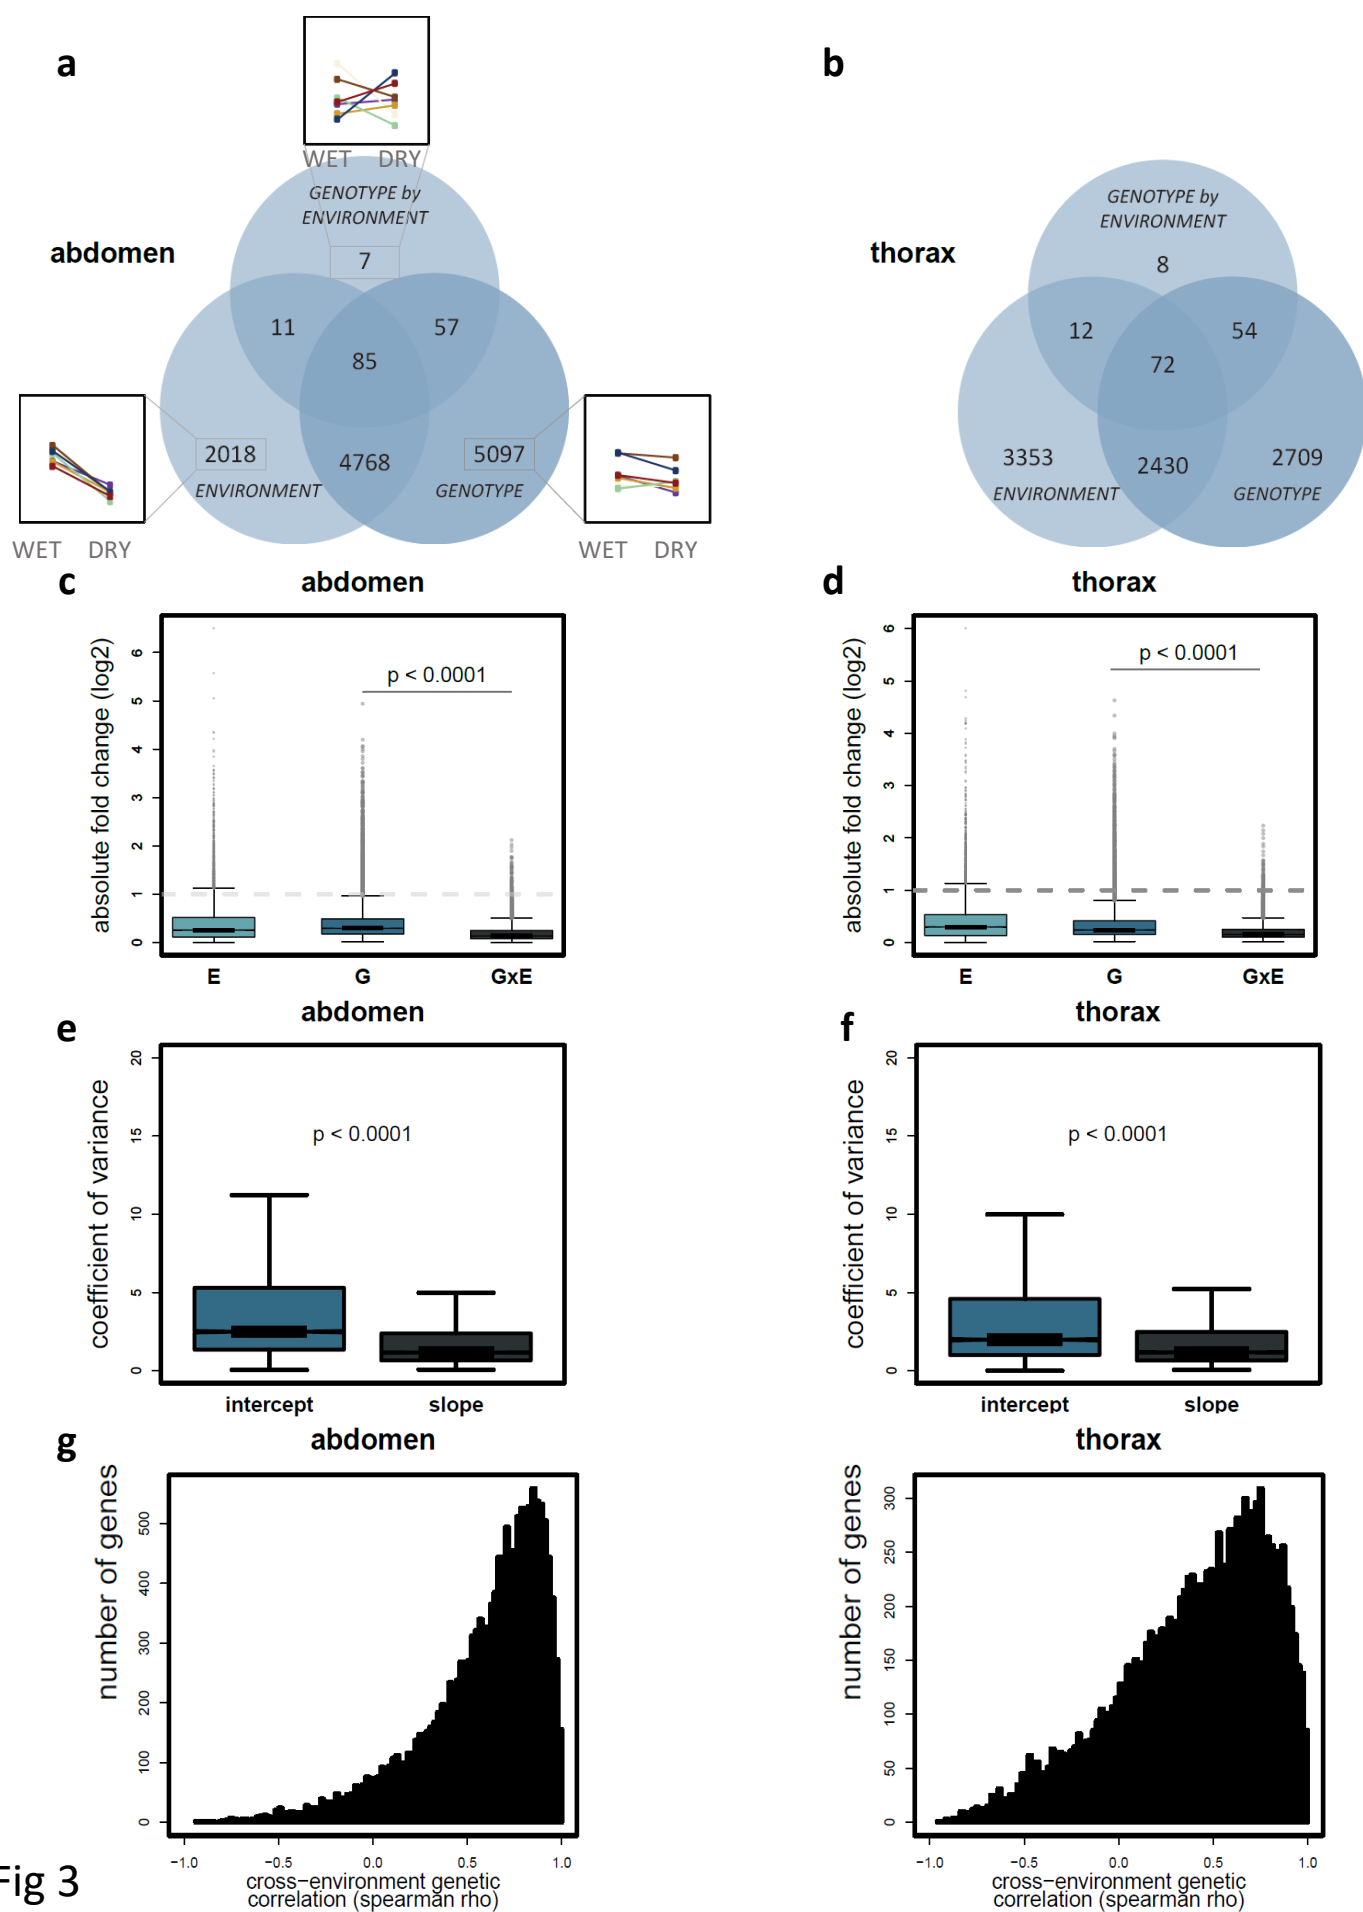 a
WET DRY
GENOTYPE by
ENVIRONMENT
abdomen
7
11
57
85
2018
4768
5097
ENVIRONMENT
GENOTYPE
WET DRY
WET DRY
b
GENOTYPE by
ENVIRONMENT
thorax
8
12
54
72
3353
2430
2709
ENVIRONMENT
GENOTYPE
c
abdomen
absolute fold change (log2)
6
5
4
3
2
1
0
p < 0.0001
E G GxE
d
thorax
absolute fold change (log2)
6
5
4
3
2
1
0
p < 0.0001
E G GxE
e
abdomen
coefficient of variance
20
15
10
5
0
p < 0.0001
intercept slope
f
thorax
coefficient of variance
20
15
10
5
0
p < 0.0001
intercept slope
g
abdomen
number of genes
500
400
300
200
100
0
−1.0 −0.5 0.0 0.5 1.0
cross−environment genetic
correlation (spearman rho)
thorax
number of genes
300
250
200
150
100
50
0
−1.0 −0.5 0.0 0.5 1.0
cross−environment genetic
correlation (spearman rho)
Fig 3